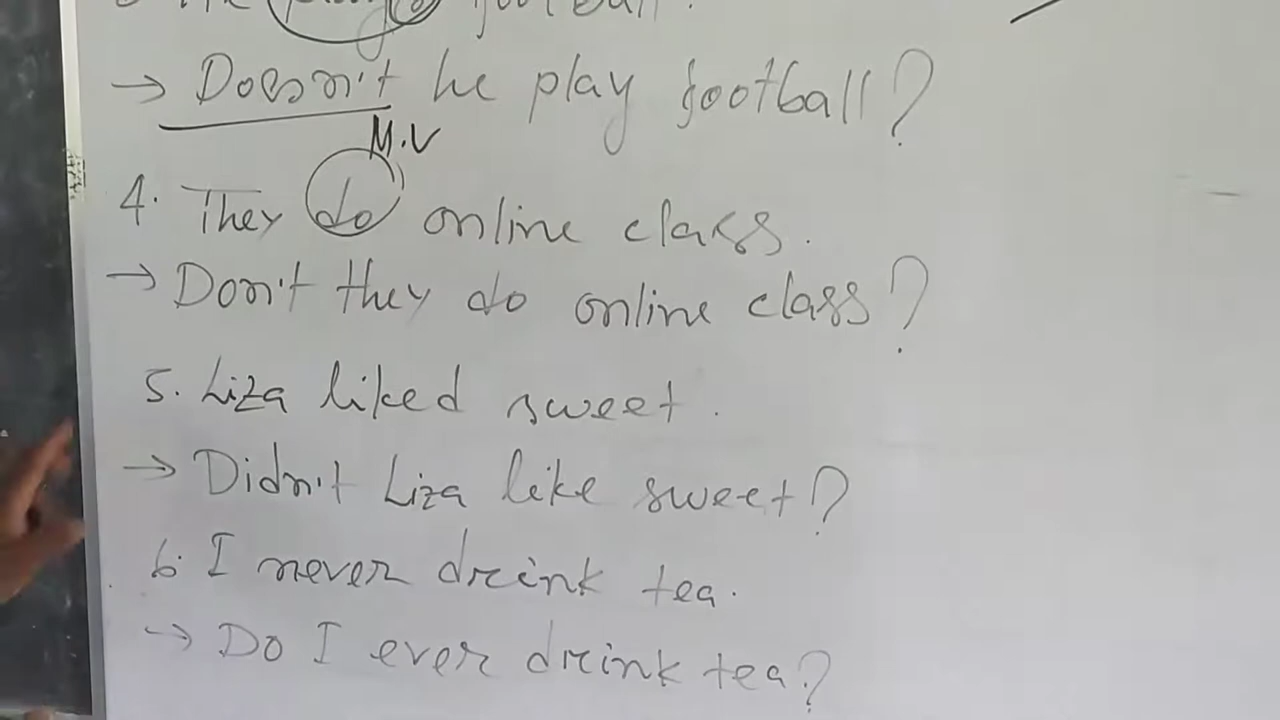 football.
→ Doesn't he play football?
M.V
4. They do online class.
→ Don't they do online class?
5. Liza liked sweet.
→ Didn't Liza like sweet?
6. I never drink tea.
→ Do I ever drink tea?